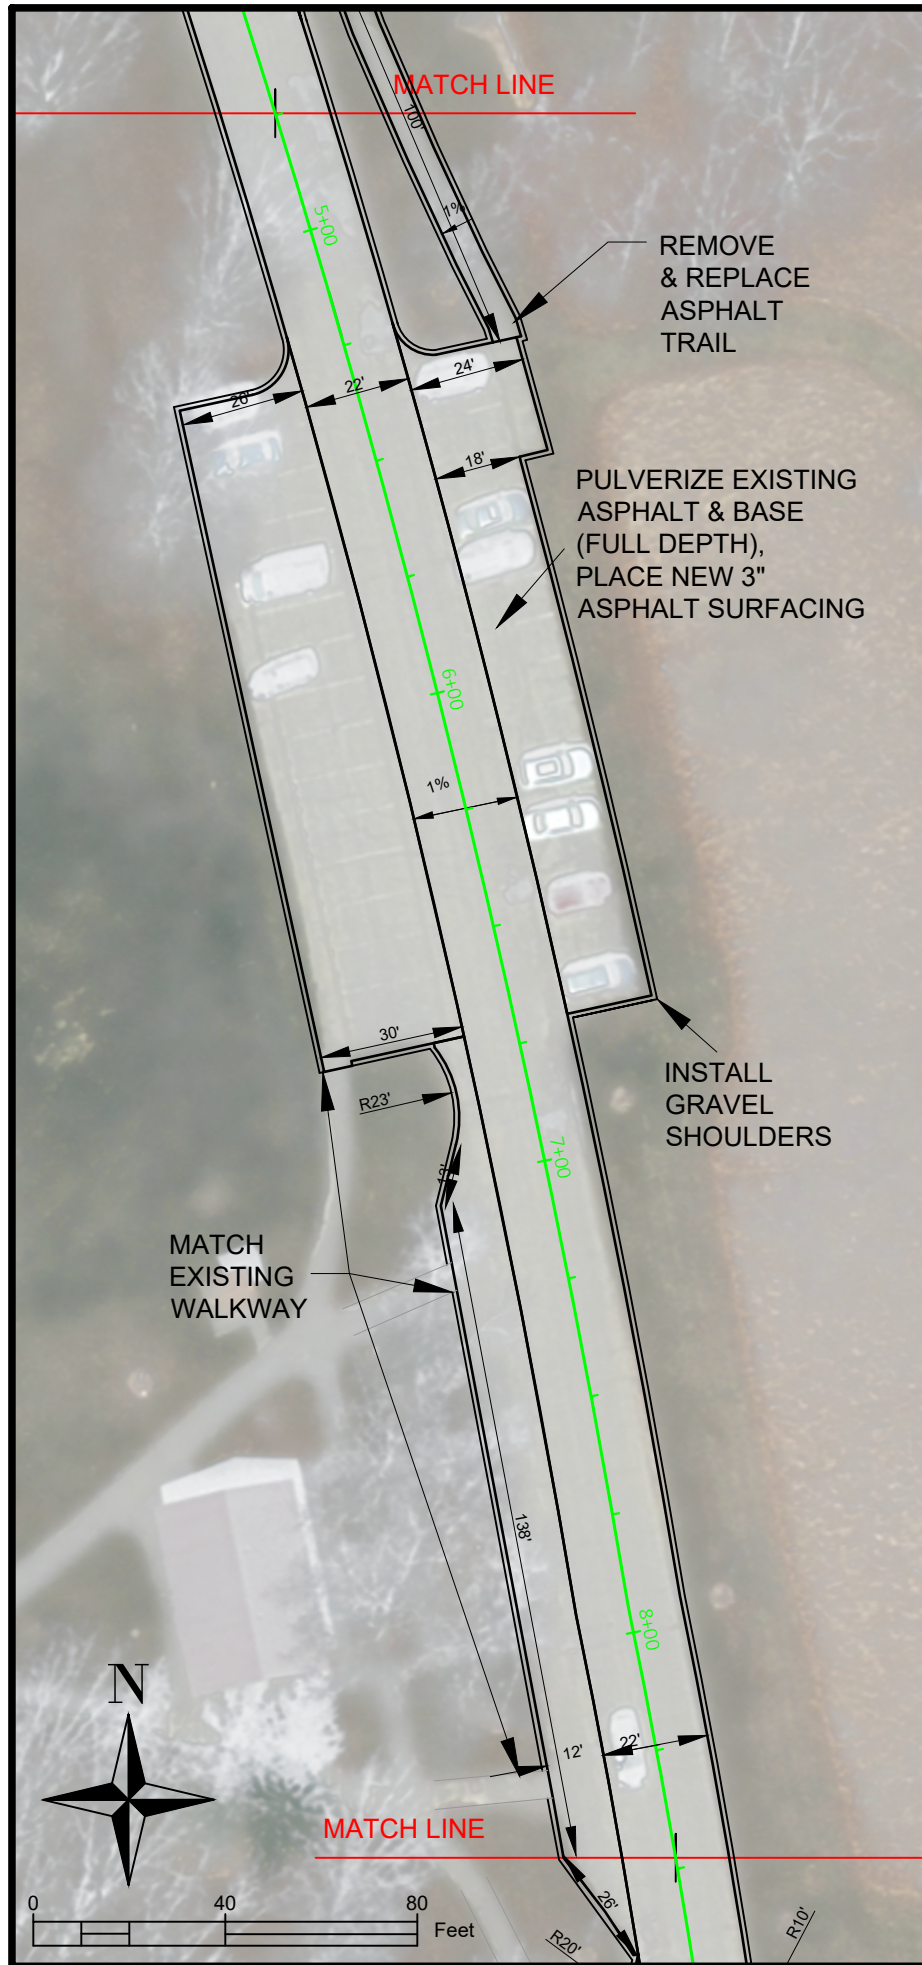 MATCH LINE
100'
1%
5+00
REMOVE
& REPLACE
ASPHALT
TRAIL
24'
22'
26'
18'
PULVERIZE EXISTING
ASPHALT & BASE
(FULL DEPTH),
PLACE NEW 3"
ASPHALT SURFACING
6+00
1%
30'
R23'
INSTALL
GRAVEL
SHOULDERS
7+00
13'
MATCH
EXISTING
WALKWAY
138'
8+00
N
22'
12'
MATCH LINE
26'
0 40 80
Feet
R20'
R10'